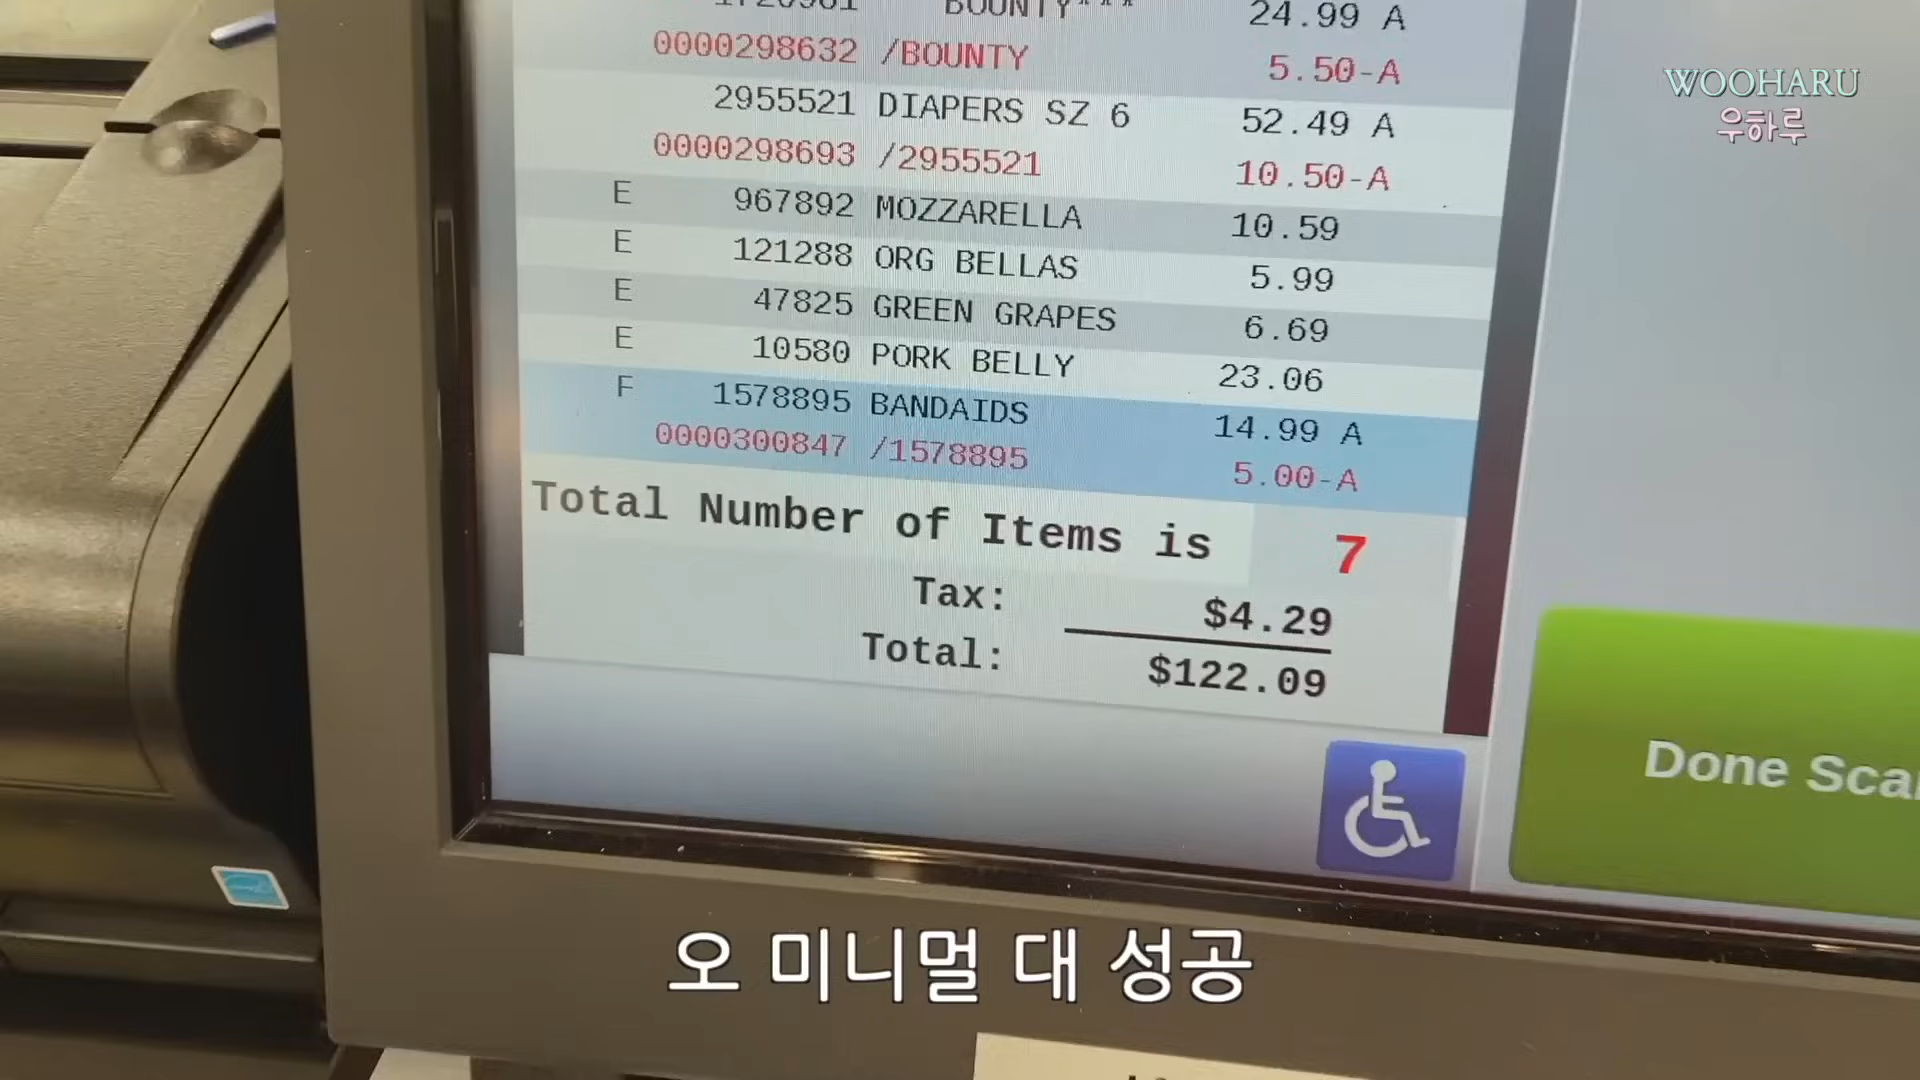 BOUNTY*** 24.99 A
0000298632 /BOUNTY 5.50-A
2955521 DIAPERS SZ 6 52.49 A
0000298693 /2955521 10.50-A
E 967892 MOZZARELLA 10.59
E 121288 ORG BELLAS 5.99
E 47825 GREEN GRAPES 6.69
E 10580 PORK BELLY 23.06
F 1578895 BANDAIDS 14.99 A
0000300847 /1578895 5.00-A
Total Number of Items is 7
Tax: $4.29
Total: $122.09
WOOHARU
우하루
Done
오 미니멀 대 성공